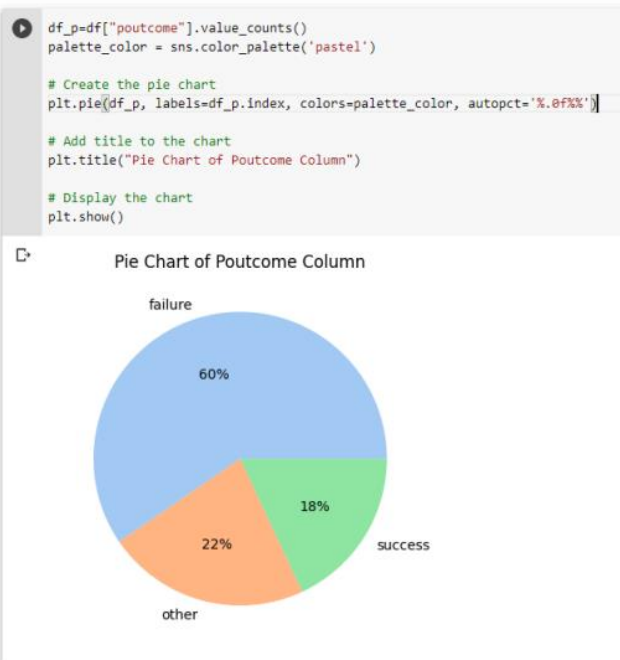 df_p=df["poutcome"].value_counts()
palette_color = sns.color_palette('pastel')
# Create the pie chart
plt.pie(df_p, labels=df_p.index, colors=palette_color, autopct='%.0f%%')
# Add title to the chart
plt.title("Pie Chart of Poutcome Column")
# Display the chart
plt.show()
Pie Chart of Poutcome Column
failure
60%
18%
22%
success
other